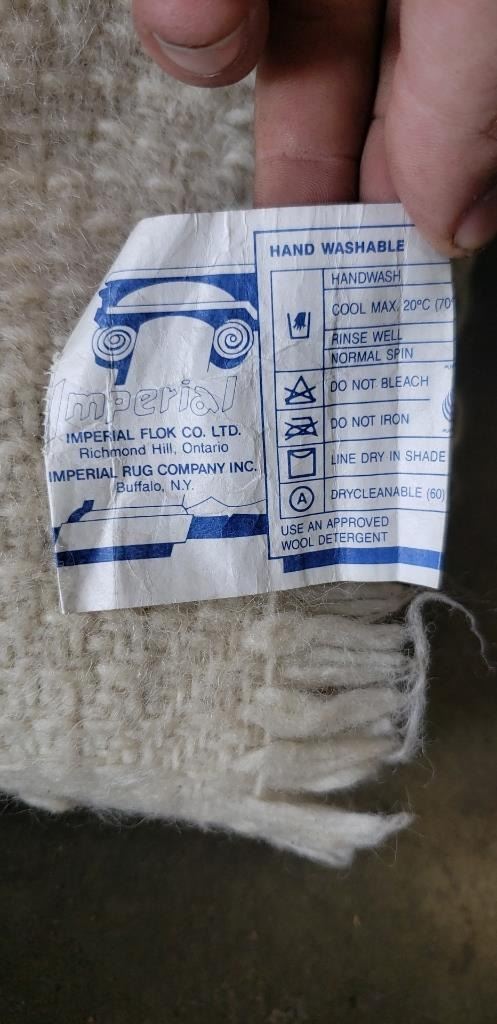 Imperial
IMPERIAL FLOK CO. LTD.
Richmond Hill, Ontario
IMPERIAL RUG COMPANY INC.
Buffalo, N.Y.
HAND WASHABLE
HANDWASH
COOL MAX. 20ºC (70º
RINSE WELL
NORMAL SPIN
DO NOT BLEACH
DO NOT IRON
LINE DRY IN SHADE
A
DRYCLEANABLE (60)
USE AN APPROVED
WOOL DETERGENT